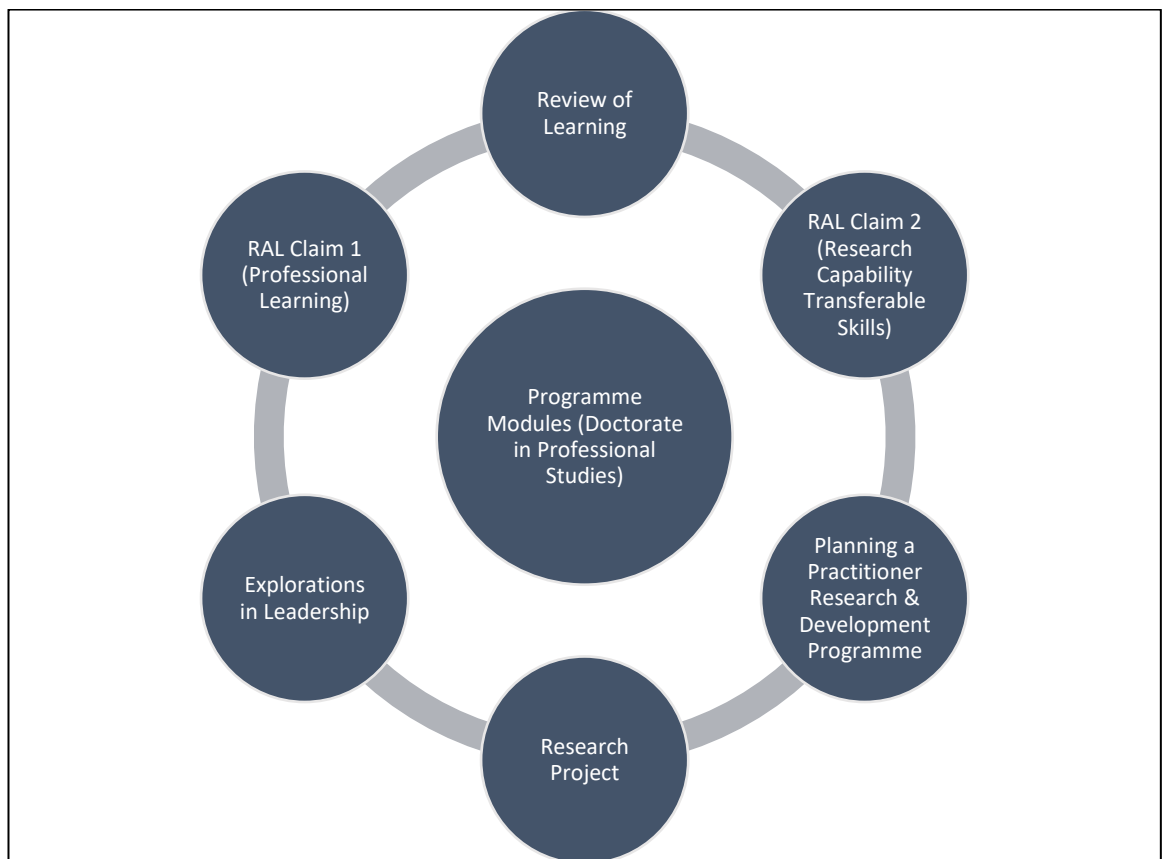 Review of
Learning
RAL Claim 1
(Professional
Learning)
RAL Claim 2
(Research
Capability
Transferable
Skills)
Programme
Modules (Doctorate
in Professional
Studies)
Explorations
in Leadership
Planning a
Practitioner
Research &
Development
Programme
Research
Project